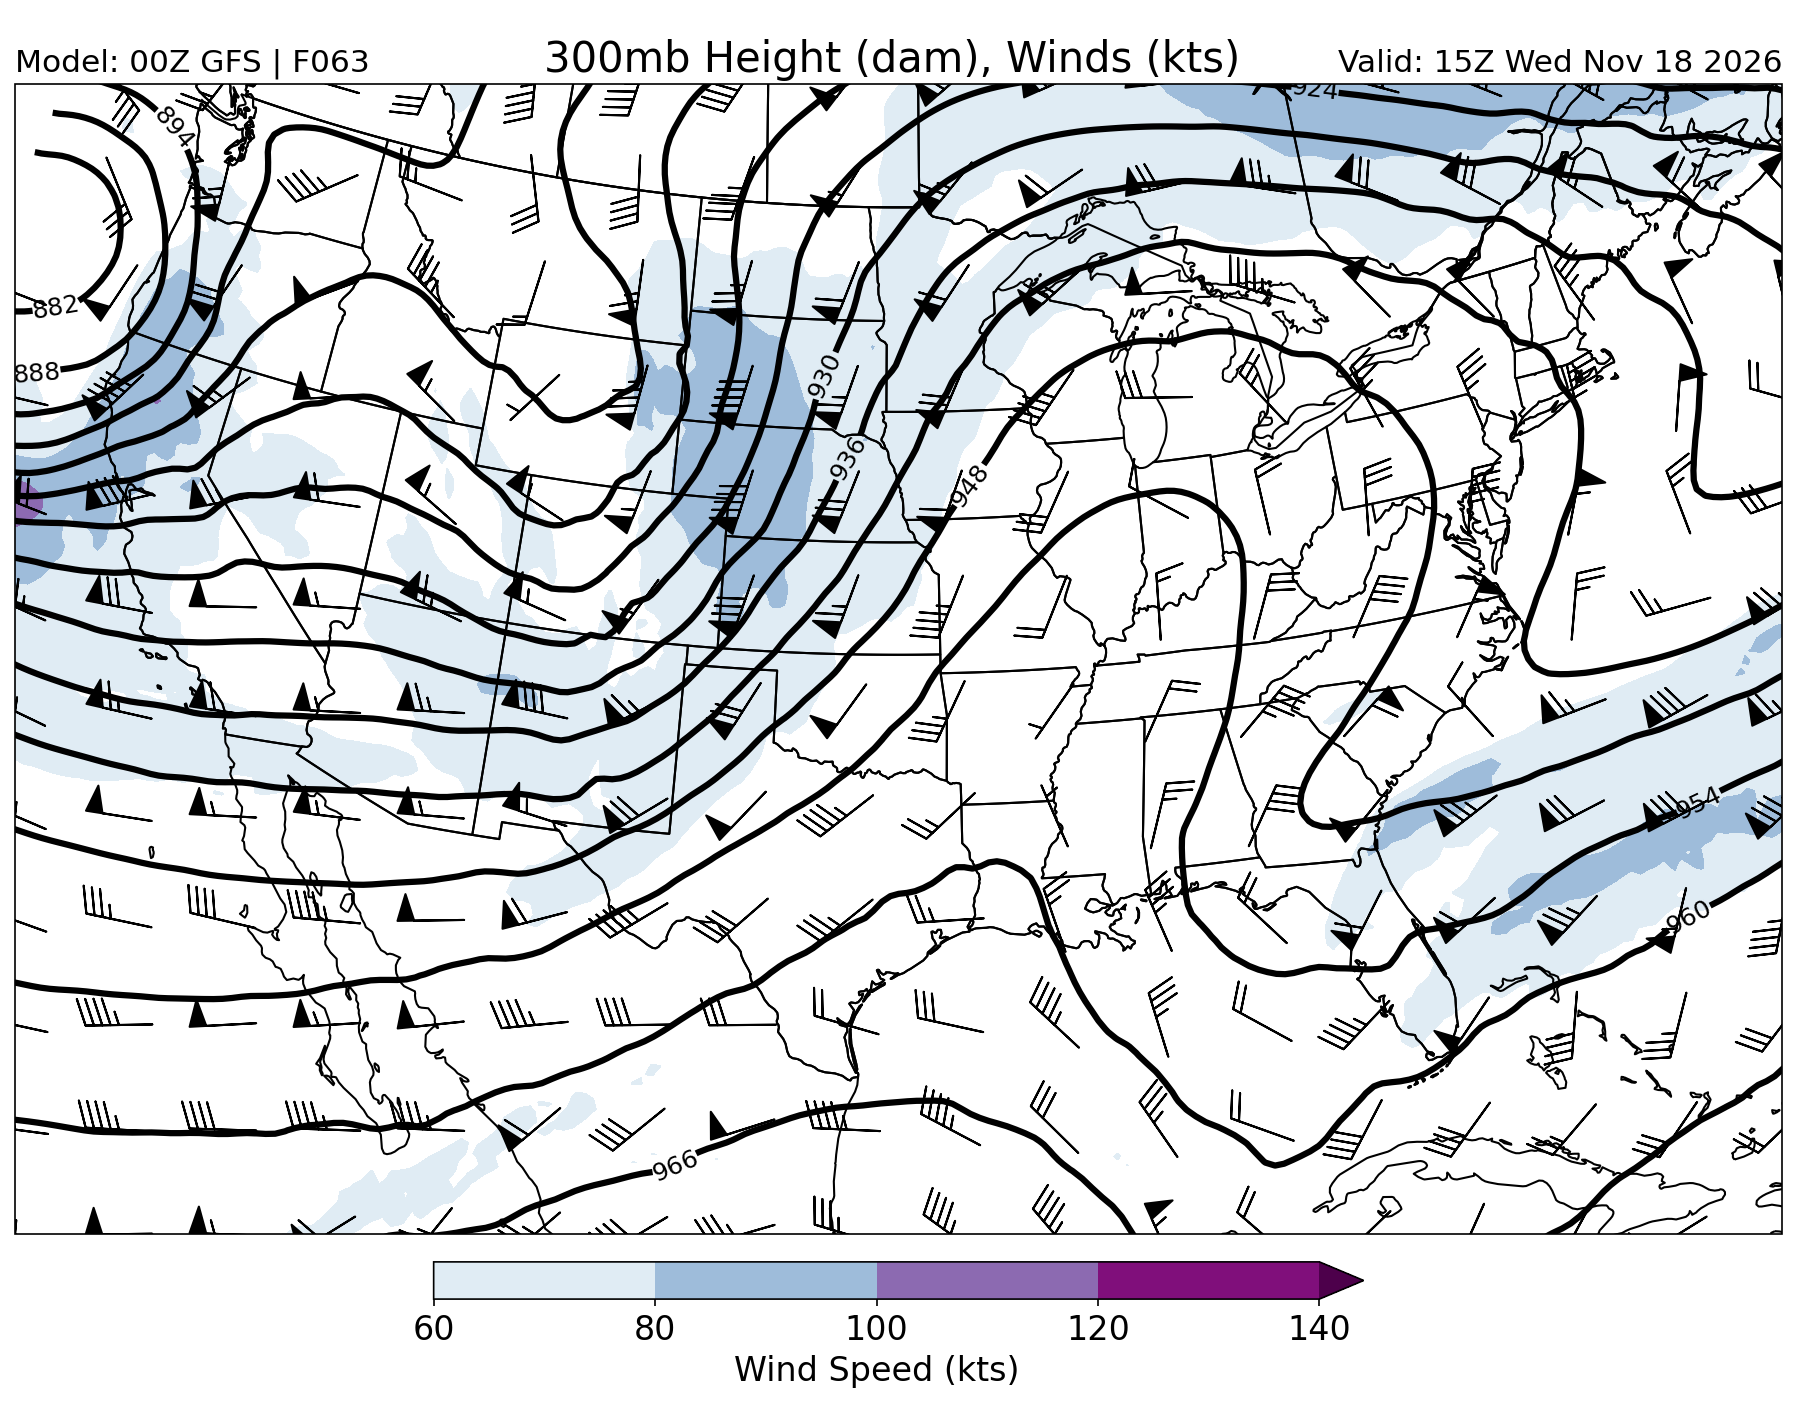 Model: 00Z GFS | F063
300mb Height (dam), Winds (kts)
Valid: 15Z Wed Nov 18 2026
924
894
882
888
930
936
948
954
960
966
60 80 100 120 140
Wind Speed (kts)